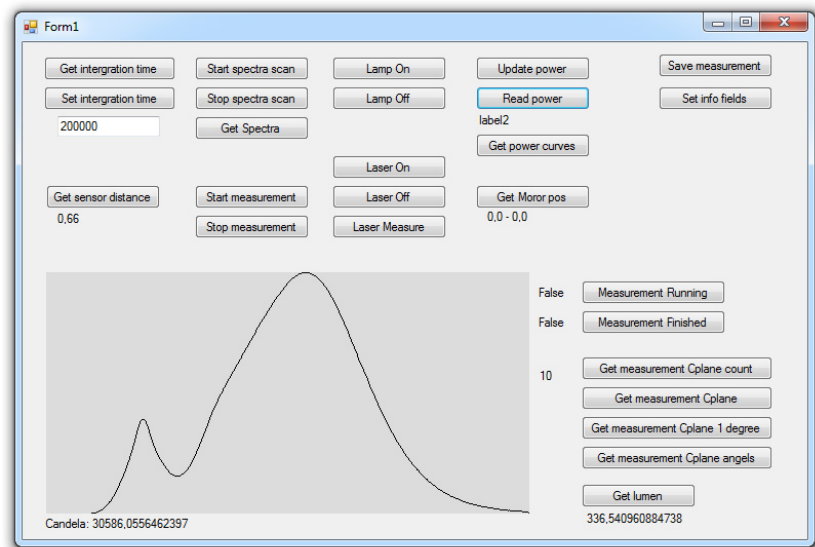 Form1
Get intergration time
Start spectra scan
Lamp On
Update power
Save measurement
Set intergration time
Stop spectra scan
Lamp Off
Read power
Set info fields
200000
Get Spectra
label2
Get power curves
Laser On
Get sensor distance
Start measurement
Laser Off
Get Moror pos
0,66
Stop measurement
Laser Measure
0,0 - 0,0
False
Measurement Running
False
Measurement Finished
10
Get measurement Cplane count
Get measurement Cplane
Get measurement Cplane 1 degree
Get measurement Cplane angels
Get lumen
336,540960884738
Candela: 30586,0556462397